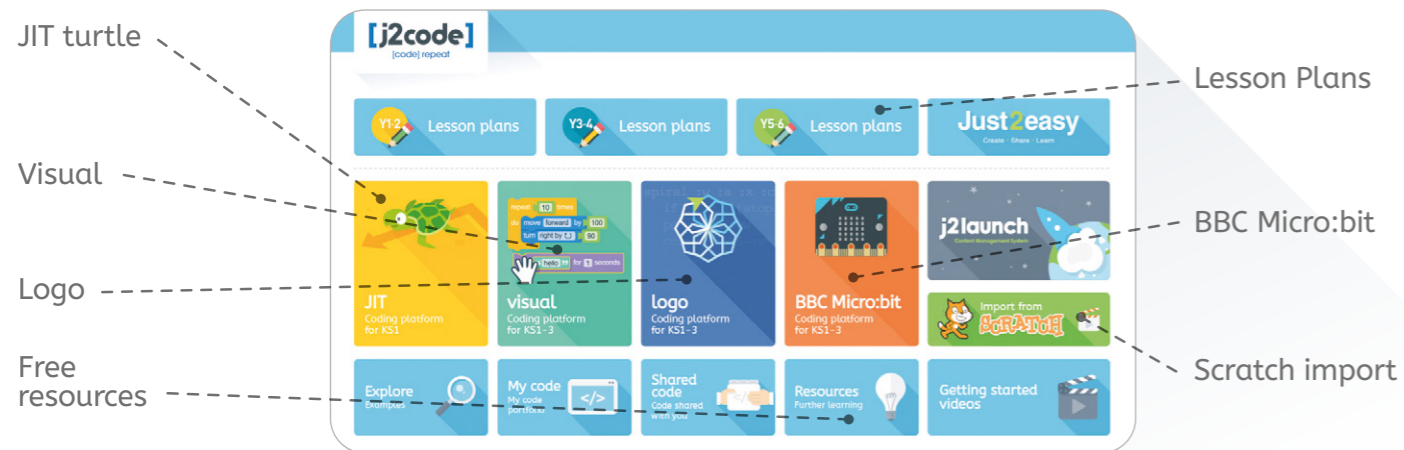 JIT turtle
Visual
Logo
Free
resources
[j2code]
[code] repeat
Y1-2 Lesson plans
Y3-4 Lesson plans
Y5-6 Lesson plans
Just2easy
Create · Share · Learn
JIT
Coding platform
for KS1
repeat 10 times
do move forward by 100
turn right by 90
hello for 1 seconds
visual
Coding platform
for KS1-3
logo
Coding platform
for KS1-3
BBC Micro:bit
Coding platform
for KS1-3
j2launch
Content Management System
Import from
SCRATCH
Explore
Examples
My code
My code
portfolio
</>
Shared
code
Code shared
with you
Resources
Further learning
Getting started
videos
Lesson Plans
BBC Micro:bit
Scratch import